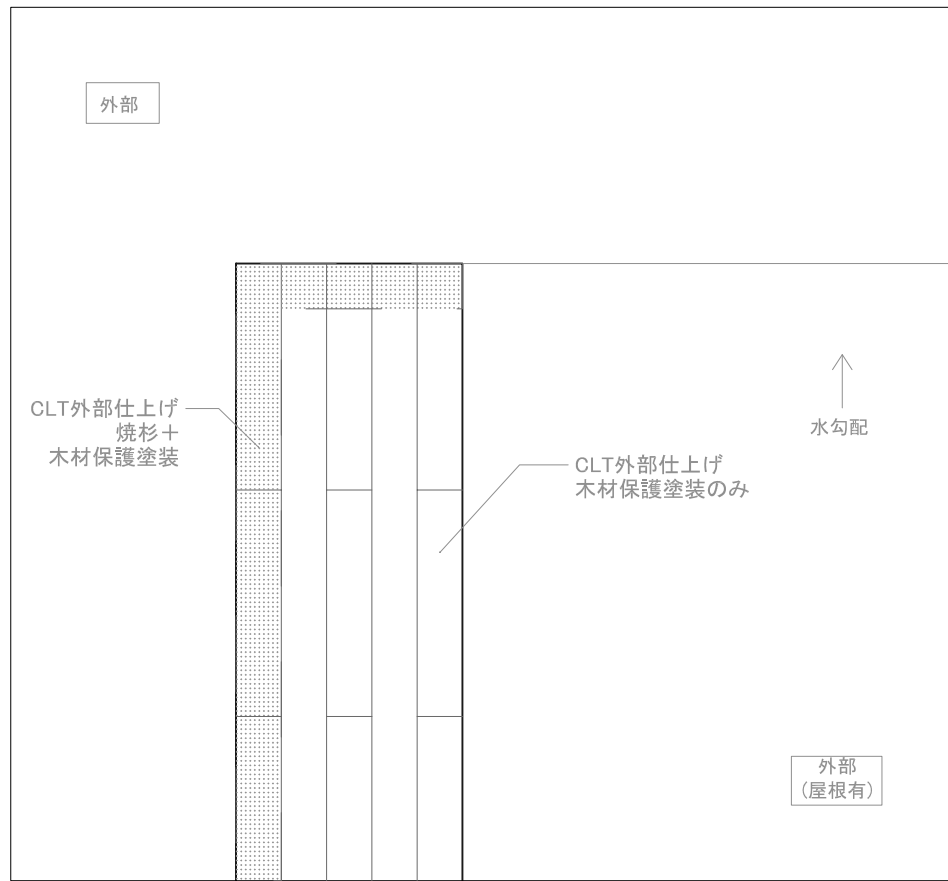 外部
CLT外部仕上げ
焼杉＋
木材保護塗装
CLT外部仕上げ
木材保護塗装のみ
水勾配
外部
(屋根有)